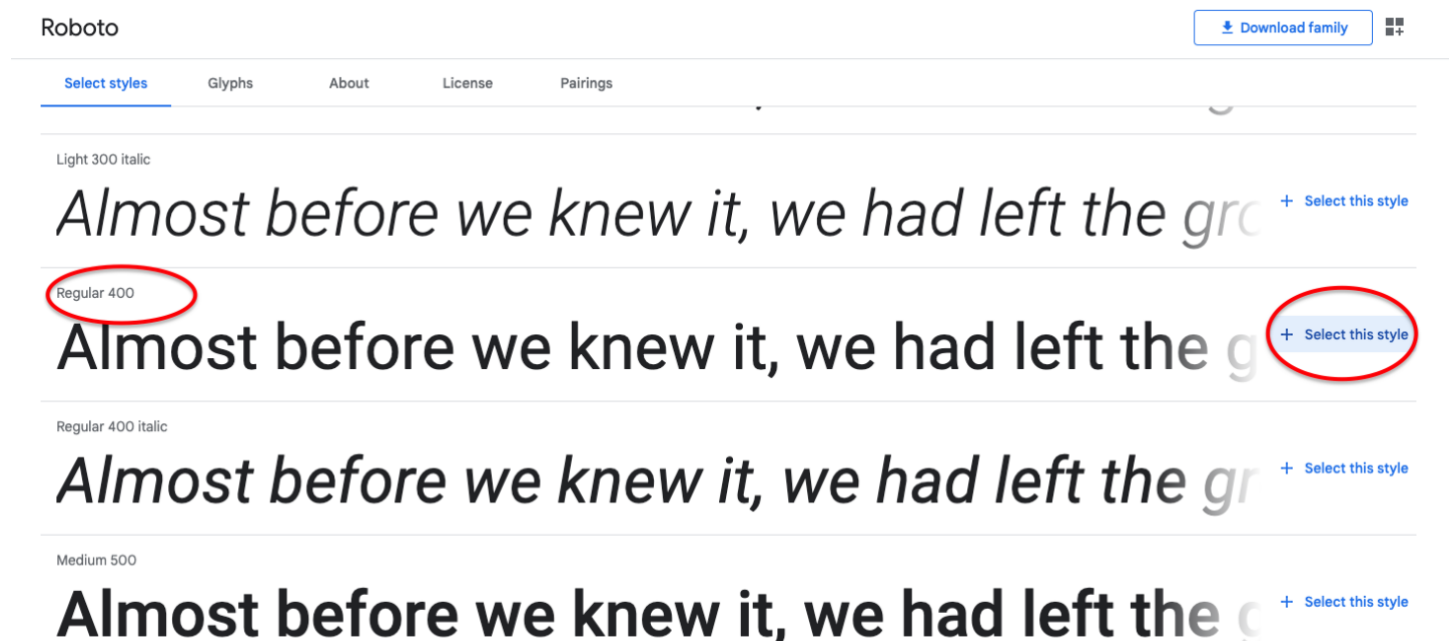 Roboto
Download family
Select styles Glyphs About License Pairings
Light 300 italic
Almost before we knew it, we had left the gro
+ Select this style
Regular 400
Almost before we knew it, we had left the g
+ Select this style
Regular 400 italic
Almost before we knew it, we had left the gr
+ Select this style
Medium 500
Almost before we knew it, we had left the g
+ Select this style